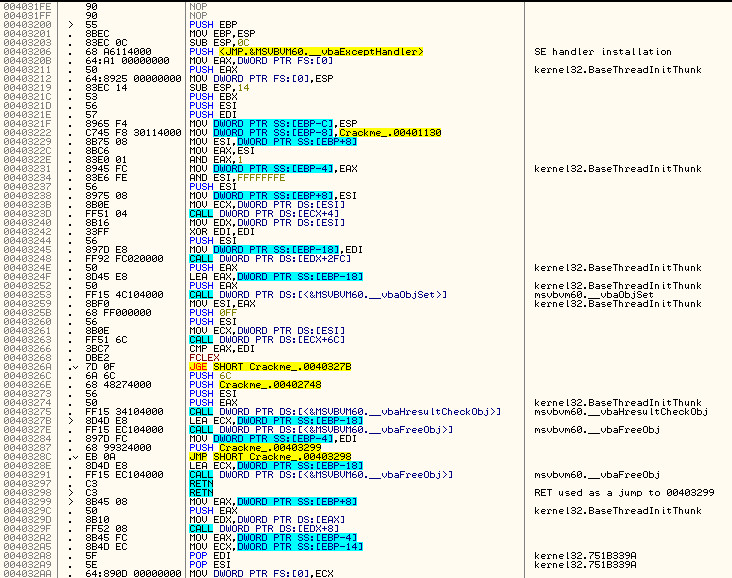 004031FE 90 NOP
004031FF 90 NOP
00403200 > 55 PUSH EBP
00403201 . 8BEC MOV EBP,ESP
00403203 . 83EC 0C SUB ESP,0C
00403206 . 68 A6114000 PUSH <JMP.&MSVBVM60.__vbaExceptHandler> SE handler installation
0040320B . 64:A1 00000000 MOV EAX,DWORD PTR FS:[0]
00403211 . 50 PUSH EAX kernel32.BaseThreadInitThunk
00403212 . 64:8925 00000000 MOV DWORD PTR FS:[0],ESP
00403219 . 83EC 14 SUB ESP,14
0040321C . 53 PUSH EBX
0040321D . 56 PUSH ESI
0040321E . 57 PUSH EDI
0040321F . 8965 F4 MOV DWORD PTR SS:[EBP-C],ESP
00403222 . C745 F8 30114000 MOV DWORD PTR SS:[EBP-8],Crackme_.00401130
00403229 . 8B75 08 MOV ESI,DWORD PTR SS:[EBP+8]
0040322C . 8BC6 MOV EAX,ESI
0040322E . 83E0 01 AND EAX,1
00403231 . 8945 FC MOV DWORD PTR SS:[EBP-4],EAX kernel32.BaseThreadInitThunk
00403234 . 83E6 FE AND ESI,FFFFFFFE
00403237 . 56 PUSH ESI
00403238 . 8975 08 MOV DWORD PTR SS:[EBP+8],ESI
0040323B . 8B0E MOV ECX,DWORD PTR DS:[ESI]
0040323D . FF51 04 CALL DWORD PTR DS:[ECX+4]
00403240 . 8B16 MOV EDX,DWORD PTR DS:[ESI]
00403242 . 33FF XOR EDI,EDI
00403244 . 56 PUSH ESI
00403245 . 897D E8 MOV DWORD PTR SS:[EBP-18],EDI
00403248 . FF92 FC020000 CALL DWORD PTR DS:[EDX+2FC]
0040324E . 50 PUSH EAX kernel32.BaseThreadInitThunk
0040324F . 8D45 E8 LEA EAX,DWORD PTR SS:[EBP-18]
00403252 . 50 PUSH EAX kernel32.BaseThreadInitThunk
00403253 . FF15 4C104000 CALL DWORD PTR DS:[<&MSVBVM60.__vbaObjSet>] msvbvm60.__vbaObjSet
00403259 . 8BF0 MOV ESI,EAX kernel32.BaseThreadInitThunk
0040325B . 68 FF000000 PUSH 0FF
00403260 . 56 PUSH ESI
00403261 . 8B0E MOV ECX,DWORD PTR DS:[ESI]
00403263 . FF51 6C CALL DWORD PTR DS:[ECX+6C]
00403266 . 3BC7 CMP EAX,EDI
00403268 . DBE2 FCLEX
0040326A .v 7D 0F JGE SHORT Crackme_.0040327B
0040326C . 6A 6C PUSH 6C
0040326E . 68 48274000 PUSH Crackme_.00402748
00403273 . 56 PUSH ESI
00403274 . 50 PUSH EAX kernel32.BaseThreadInitThunk
00403275 . FF15 34104000 CALL DWORD PTR DS:[<&MSVBVM60.__vbaHresultCheckObj>] msvbvm60.__vbaHresultCheckObj
0040327B > 8D4D E8 LEA ECX,DWORD PTR SS:[EBP-18]
0040327E . FF15 EC104000 CALL DWORD PTR DS:[<&MSVBVM60.__vbaFreeObj>] msvbvm60.__vbaFreeObj
00403284 . 897D FC MOV DWORD PTR SS:[EBP-4],EDI
00403287 . 68 99324000 PUSH Crackme_.00403299
0040328C .v EB 0A JMP SHORT Crackme_.00403298
0040328E . 8D4D E8 LEA ECX,DWORD PTR SS:[EBP-18]
00403291 . FF15 EC104000 CALL DWORD PTR DS:[<&MSVBVM60.__vbaFreeObj>] msvbvm60.__vbaFreeObj
00403297 . C3 RETN
00403298 > C3 RETN RET used as a jump to 00403299
00403299 > 8B45 08 MOV EAX,DWORD PTR SS:[EBP+8]
0040329C . 50 PUSH EAX kernel32.BaseThreadInitThunk
0040329D . 8B10 MOV EDX,DWORD PTR DS:[EAX]
0040329F . FF52 08 CALL DWORD PTR DS:[EDX+8]
004032A2 . 8B45 FC MOV EAX,DWORD PTR SS:[EBP-4]
004032A5 . 8B4D EC MOV ECX,DWORD PTR SS:[EBP-14]
004032A8 . 5F POP EDI kernel32.751B339A
004032A9 . 5E POP ESI kernel32.751B339A
004032AA . 64:890D 00000000 MOV DWORD PTR FS:[0],ECX